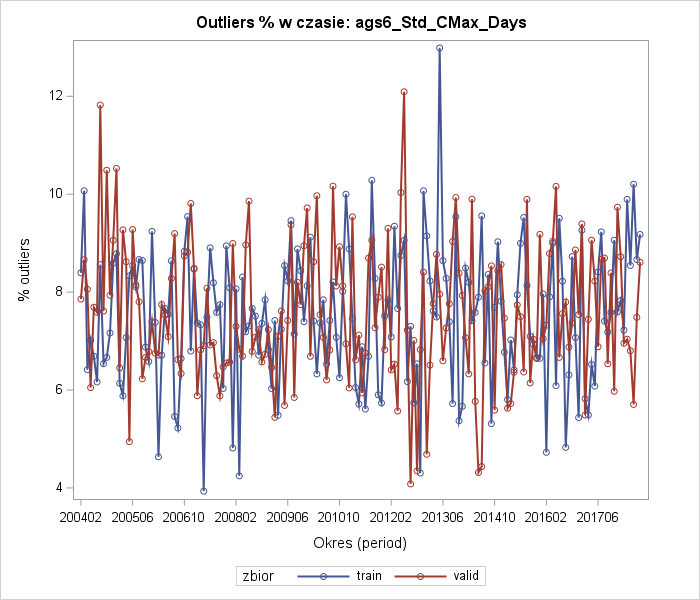 Outliers % w czasie: ags6_Std_CMax_Days
% outliers
12
10
8
6
4
200402 200506 200610 200802 200906 201010 201202 201306 201410 201602 201706
Okres (period)
zbior train valid